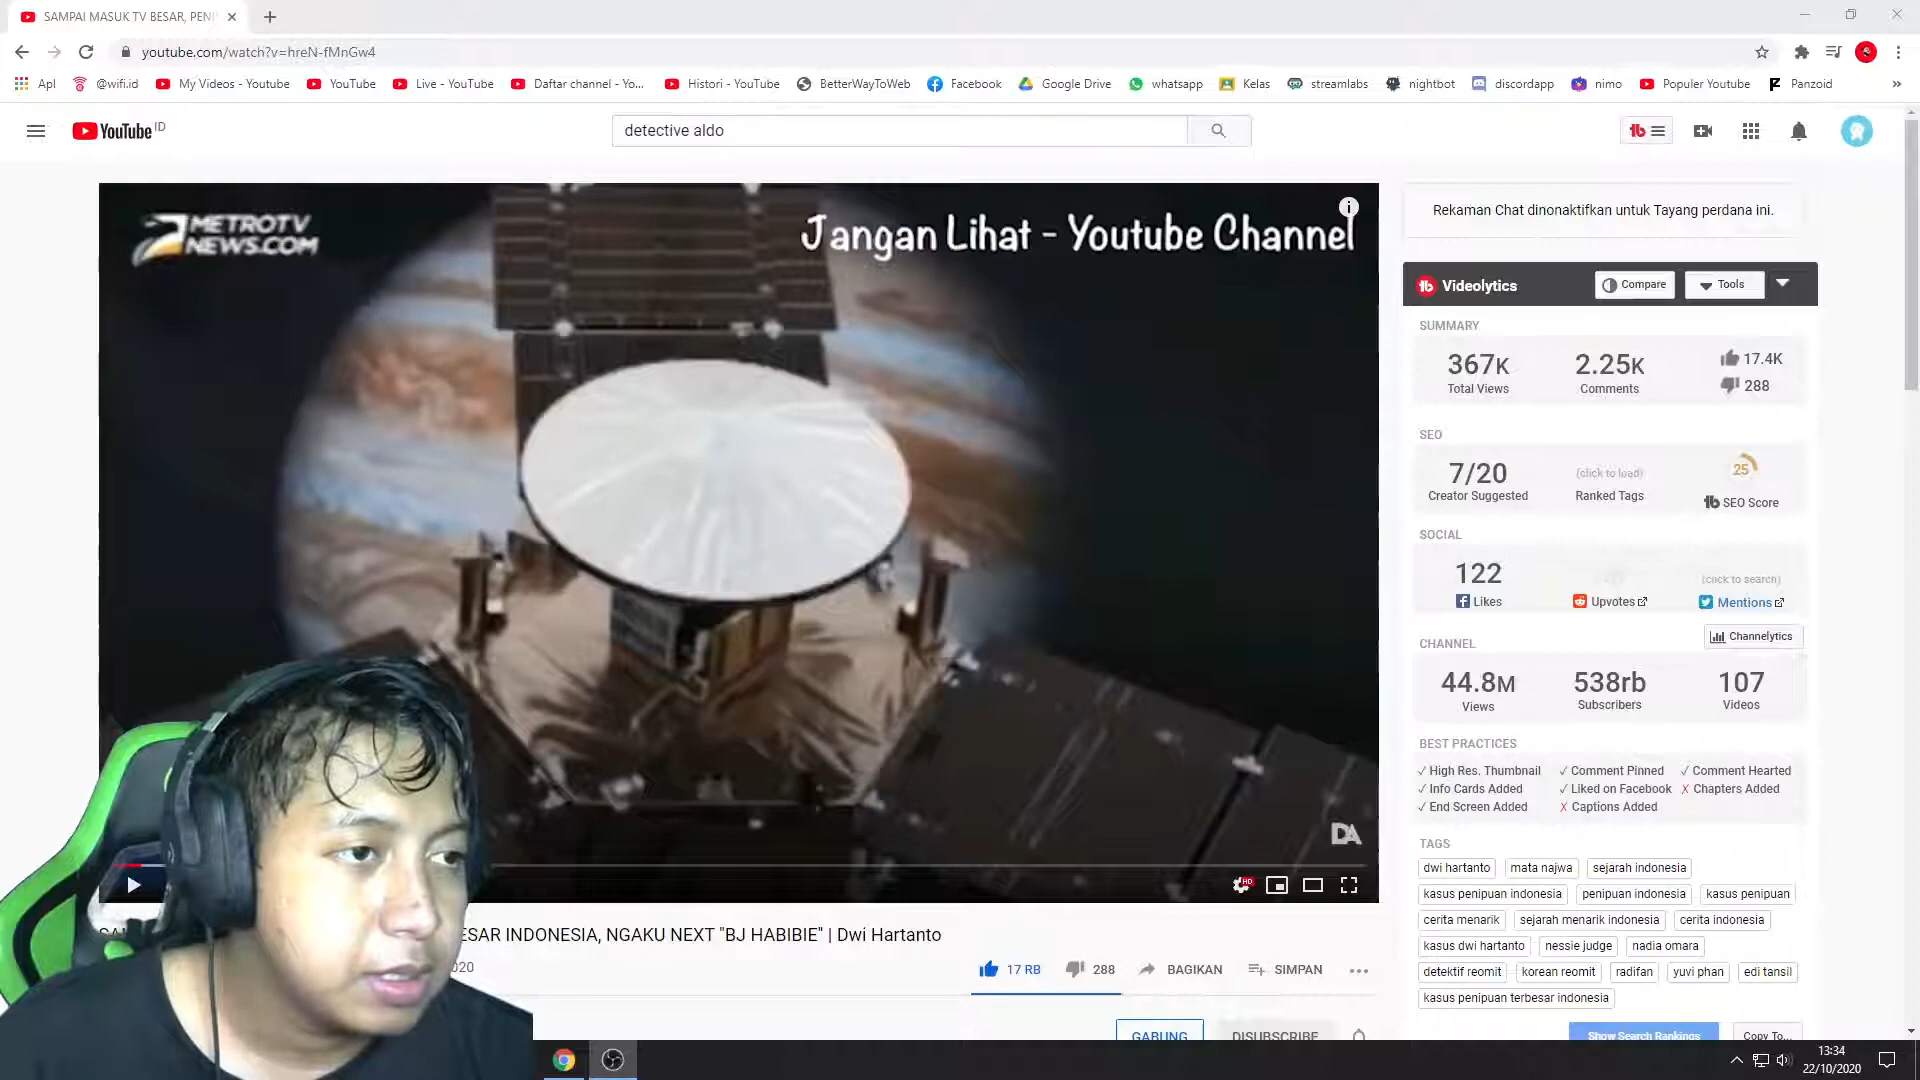 SAMPAI MASUK TV BESAR, PENI
youtube.com/watch?v=hreN-fMnGw4
Apl
@wifi.id
My Videos - Youtube
YouTube
Live - YouTube
Daftar channel - Yo...
Histori - YouTube
BetterWayToWeb
Facebook
Google Drive
whatsapp
Kelas
streamlabs
nightbot
discordapp
nimo
Populer Youtube
Panzoid
»
YouTube ID
detective aldo
METROTV
NEWS.COM
Jangan Lihat - Youtube Channel
DA
HD
ESAR INDONESIA, NGAKU NEXT "BJ HABIBIE" | Dwi Hartanto
020
17 RB
288
BAGIKAN
SIMPAN
GABUNG
DISUBSCRIBE
Rekaman Chat dinonaktifkan untuk Tayang perdana ini.
Videolytics
Compare
Tools
SUMMARY
367K
Total Views
2.25K
Comments
17.4K
288
SEO
7/20
Creator Suggested
(click to load)
Ranked Tags
25
SEO Score
SOCIAL
122
Likes
Upvotes
(click to search)
Mentions
CHANNEL
Channelytics
44.8M
Views
538rb
Subscribers
107
Videos
BEST PRACTICES
✓ High Res. Thumbnail
✓ Comment Pinned
✓ Comment Hearted
✓ Info Cards Added
✓ Liked on Facebook
✗ Chapters Added
✓ End Screen Added
✗ Captions Added
TAGS
dwi hartanto
mata najwa
sejarah indonesia
kasus penipuan indonesia
penipuan indonesia
kasus penipuan
cerita menarik
sejarah menarik indonesia
cerita indonesia
kasus dwi hartanto
nessie judge
nadia omara
detektif reomit
korean reomit
radifan
yuvi phan
edi tansil
kasus penipuan terbesar indonesia
Show Search Rankings
Copy To...
13:34
22/10/2020